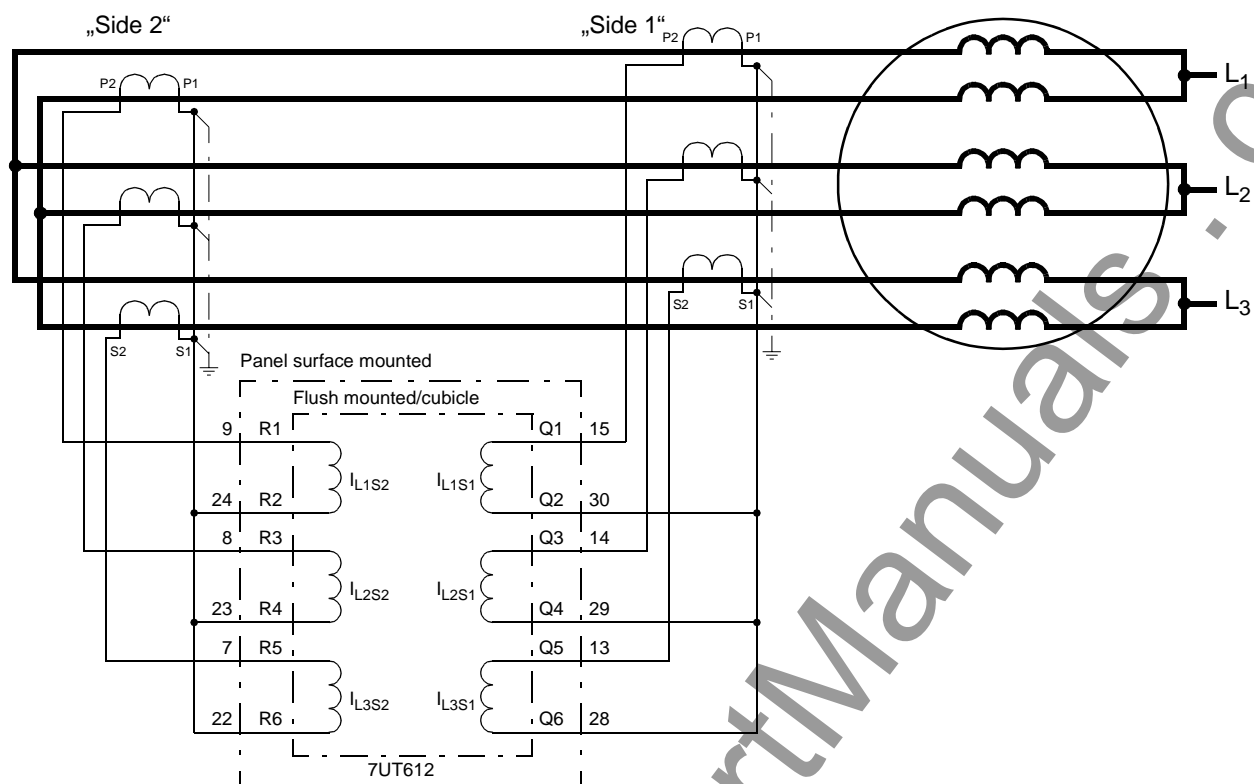 „Side 2“
„Side 1“
P2 P1
L1
P2 P1
L2
S2 S1
L3
S2 S1
Panel surface mounted
Flush mounted/cubicle
9 R1 Q1 15
IL1S2 IL1S1
24 R2 Q2 30
8 R3 Q3 14
IL2S2 IL2S1
23 R4 Q4 29
7 R5 Q5 13
IL3S2 IL3S1
22 R6 Q6 28
7UT612
rtManuals . c